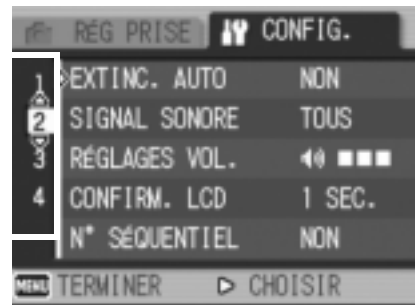 RÉG PRISE CONFIG.
1 EXTINC. AUTO NON
2 SIGNAL SONORE TOUS
3 RÉGLAGES VOL.
4 CONFIRM. LCD 1 SEC.
N° SÉQUENTIEL NON
MENU TERMINER CHOISIR